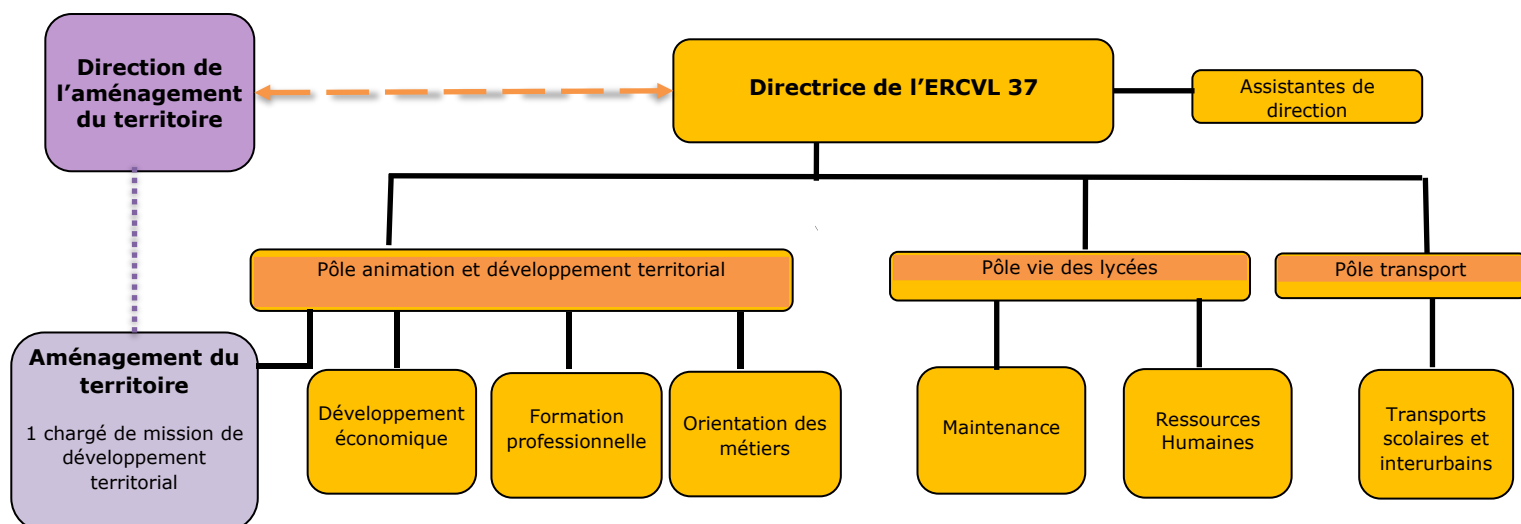 Direction de
l’aménagement
du territoire
Directrice de l’ERCVL 37
Assistantes de
direction
Pôle animation et développement territorial
Pôle vie des lycées
Pôle transport
Aménagement du
territoire
1 chargé de mission de
développement
territorial
Développement
économique
Formation
professionnelle
Orientation des
métiers
Maintenance
Ressources
Humaines
Transports
scolaires et
interurbains